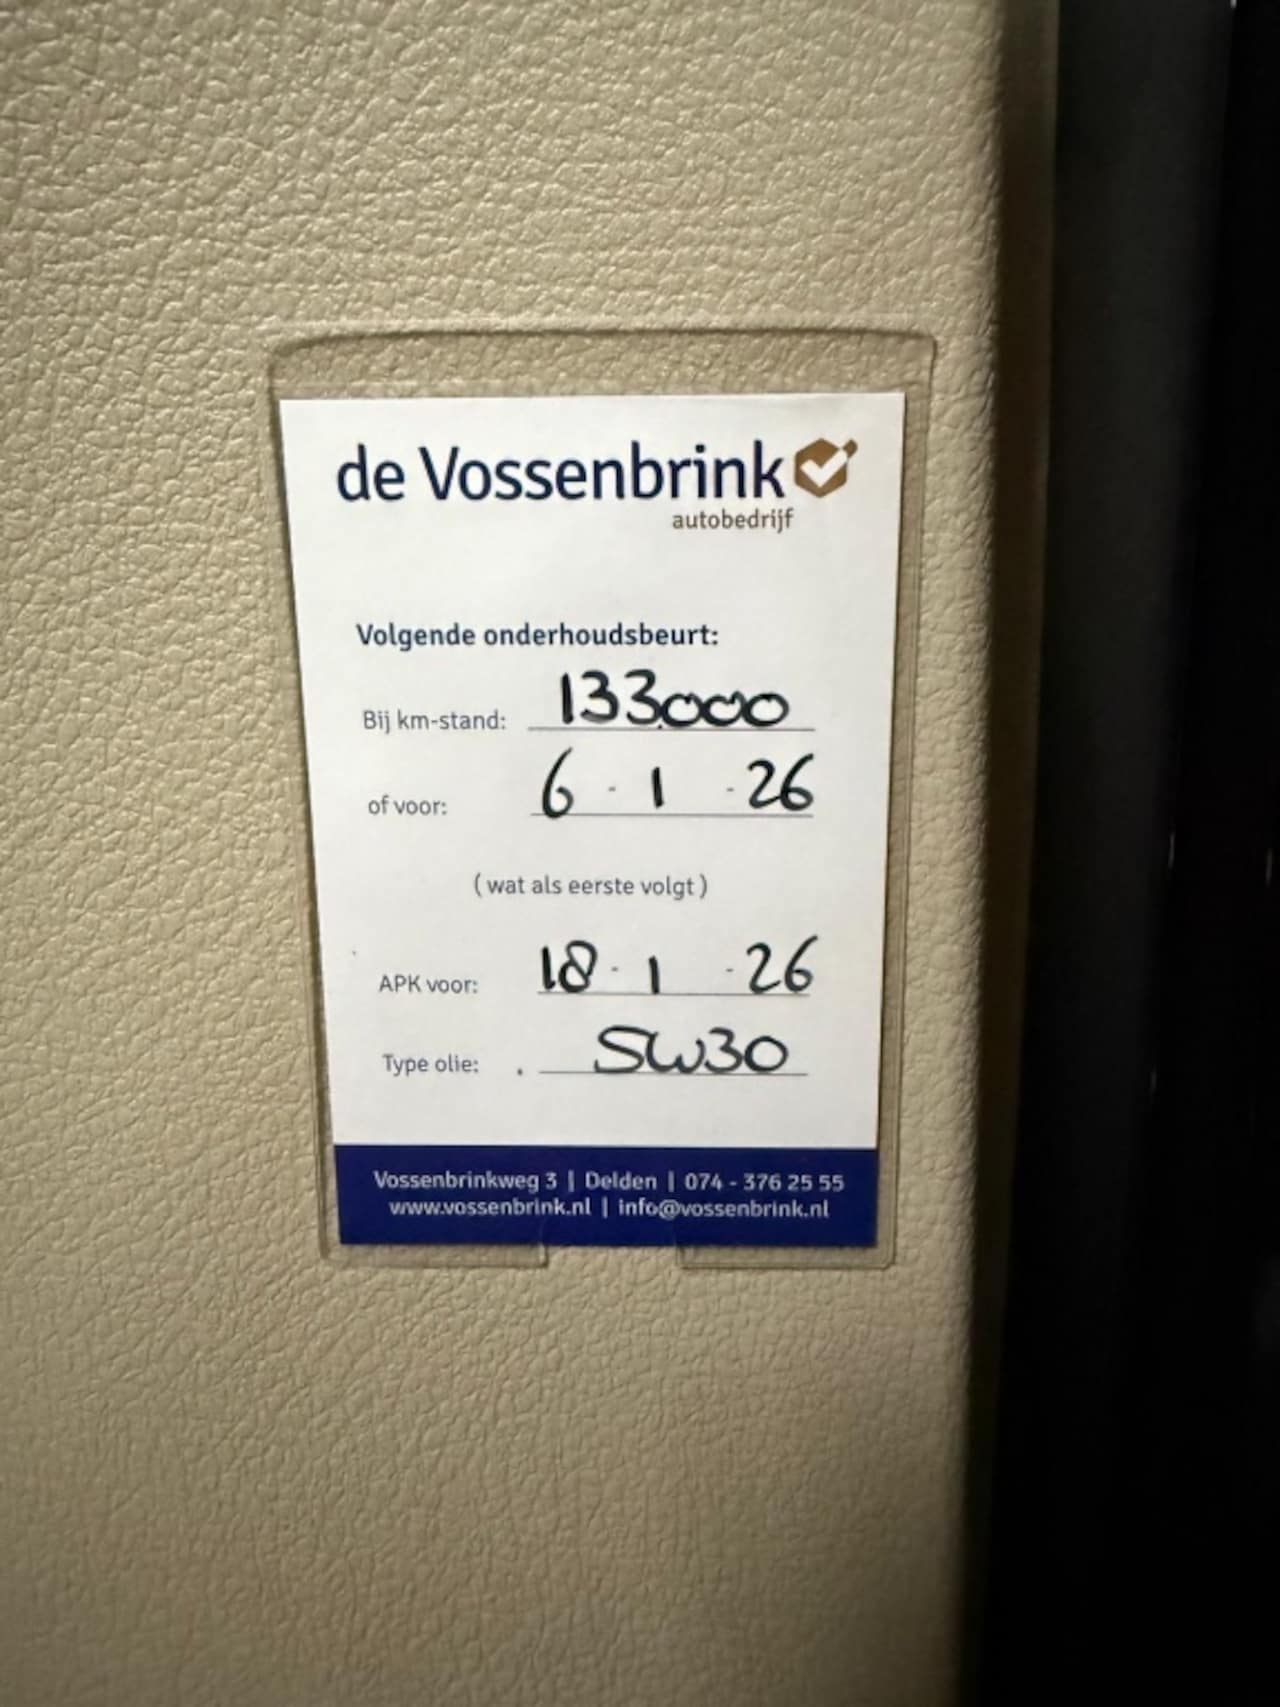 de Vossenbrink
autobedrijf
Volgende onderhoudsbeurt:
Bij km-stand: 133.000
of voor: 6 - 1 - 26
( wat als eerste volgt )
APK voor: 18 - 1 - 26
Type olie: 5W30
Vossenbrinkweg 3 | Delden | 074 - 376 25 55
www.vossenbrink.nl | info@vossenbrink.nl